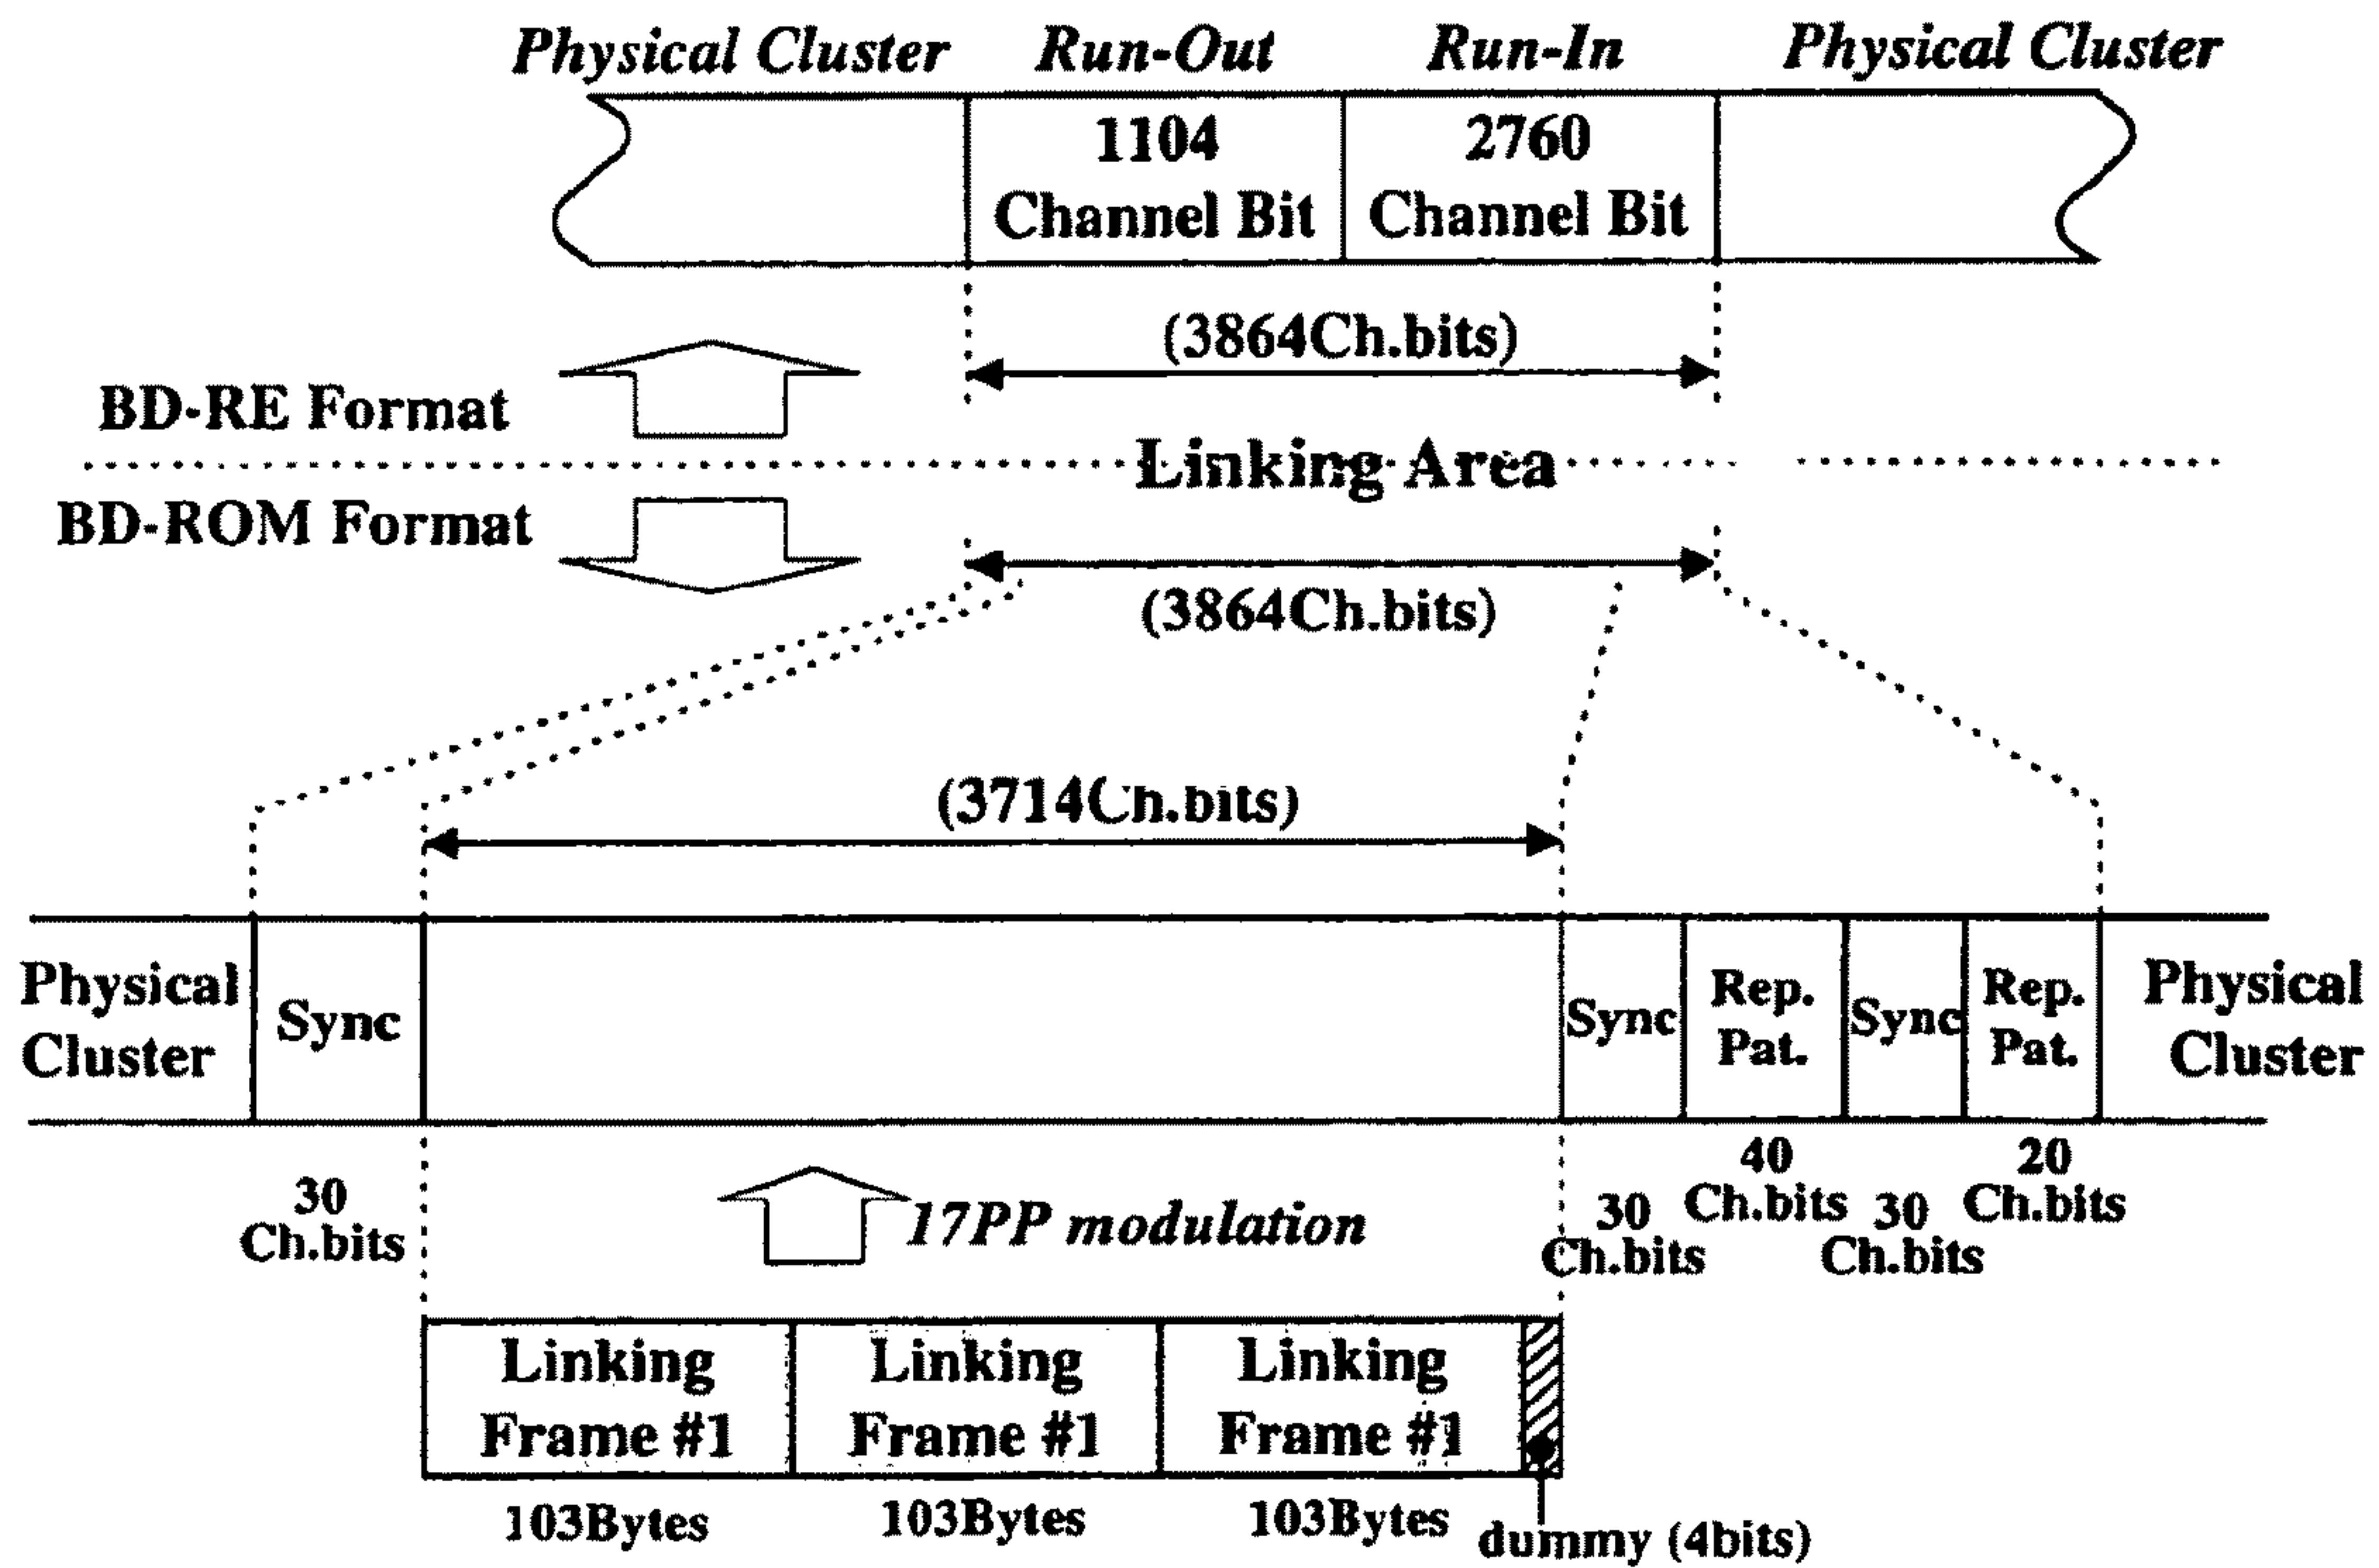 Physical Cluster Run-Out Run-In Physical Cluster
1104 2760
Channel Bit Channel Bit
(3864Ch.bits)
BD-RE Format
Linking Area
BD-ROM Format
(3864Ch.bits)
(3714Ch.bits)
Physical Cluster
Sync
Sync
Rep. Pat.
Sync
Rep. Pat.
Physical Cluster
30 Ch.bits
30 Ch.bits
40 Ch.bits
30 Ch.bits
20 Ch.bits
17PP modulation
Linking Linking Linking
Frame #1 Frame #1 Frame #1
103Bytes 103Bytes 103Bytes
dummy (4bits)